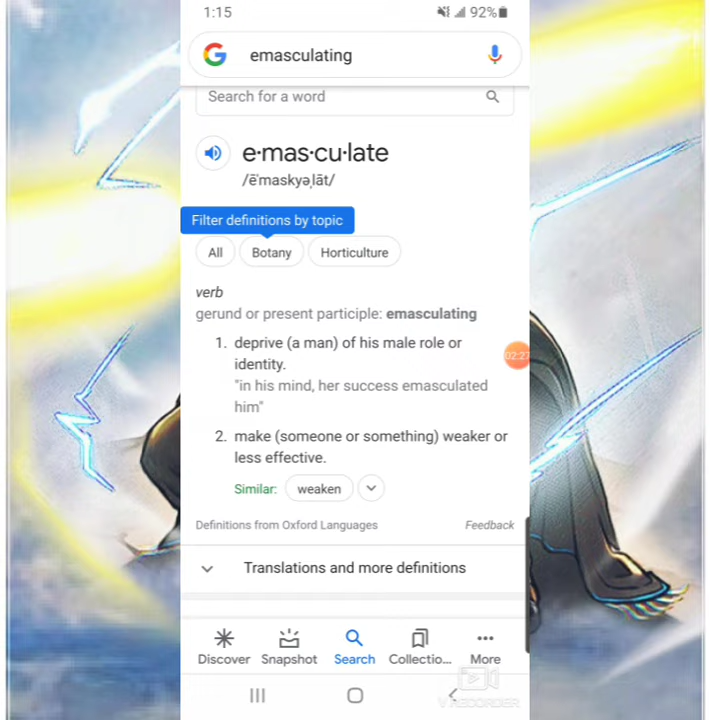 1:15 92%
emasculating
Search for a word
e·mas·cu·late
/ēˈmaskyəˌlāt/
Filter definitions by topic
All Botany Horticulture
verb
gerund or present participle: emasculating
1. deprive (a man) of his male role or
identity.
"in his mind, her success emasculated
him"
02:27
2. make (someone or something) weaker or
less effective.
Similar: weaken
Definitions from Oxford Languages Feedback
Translations and more definitions
Discover Snapshot Search Collectio... More
V RECORDER